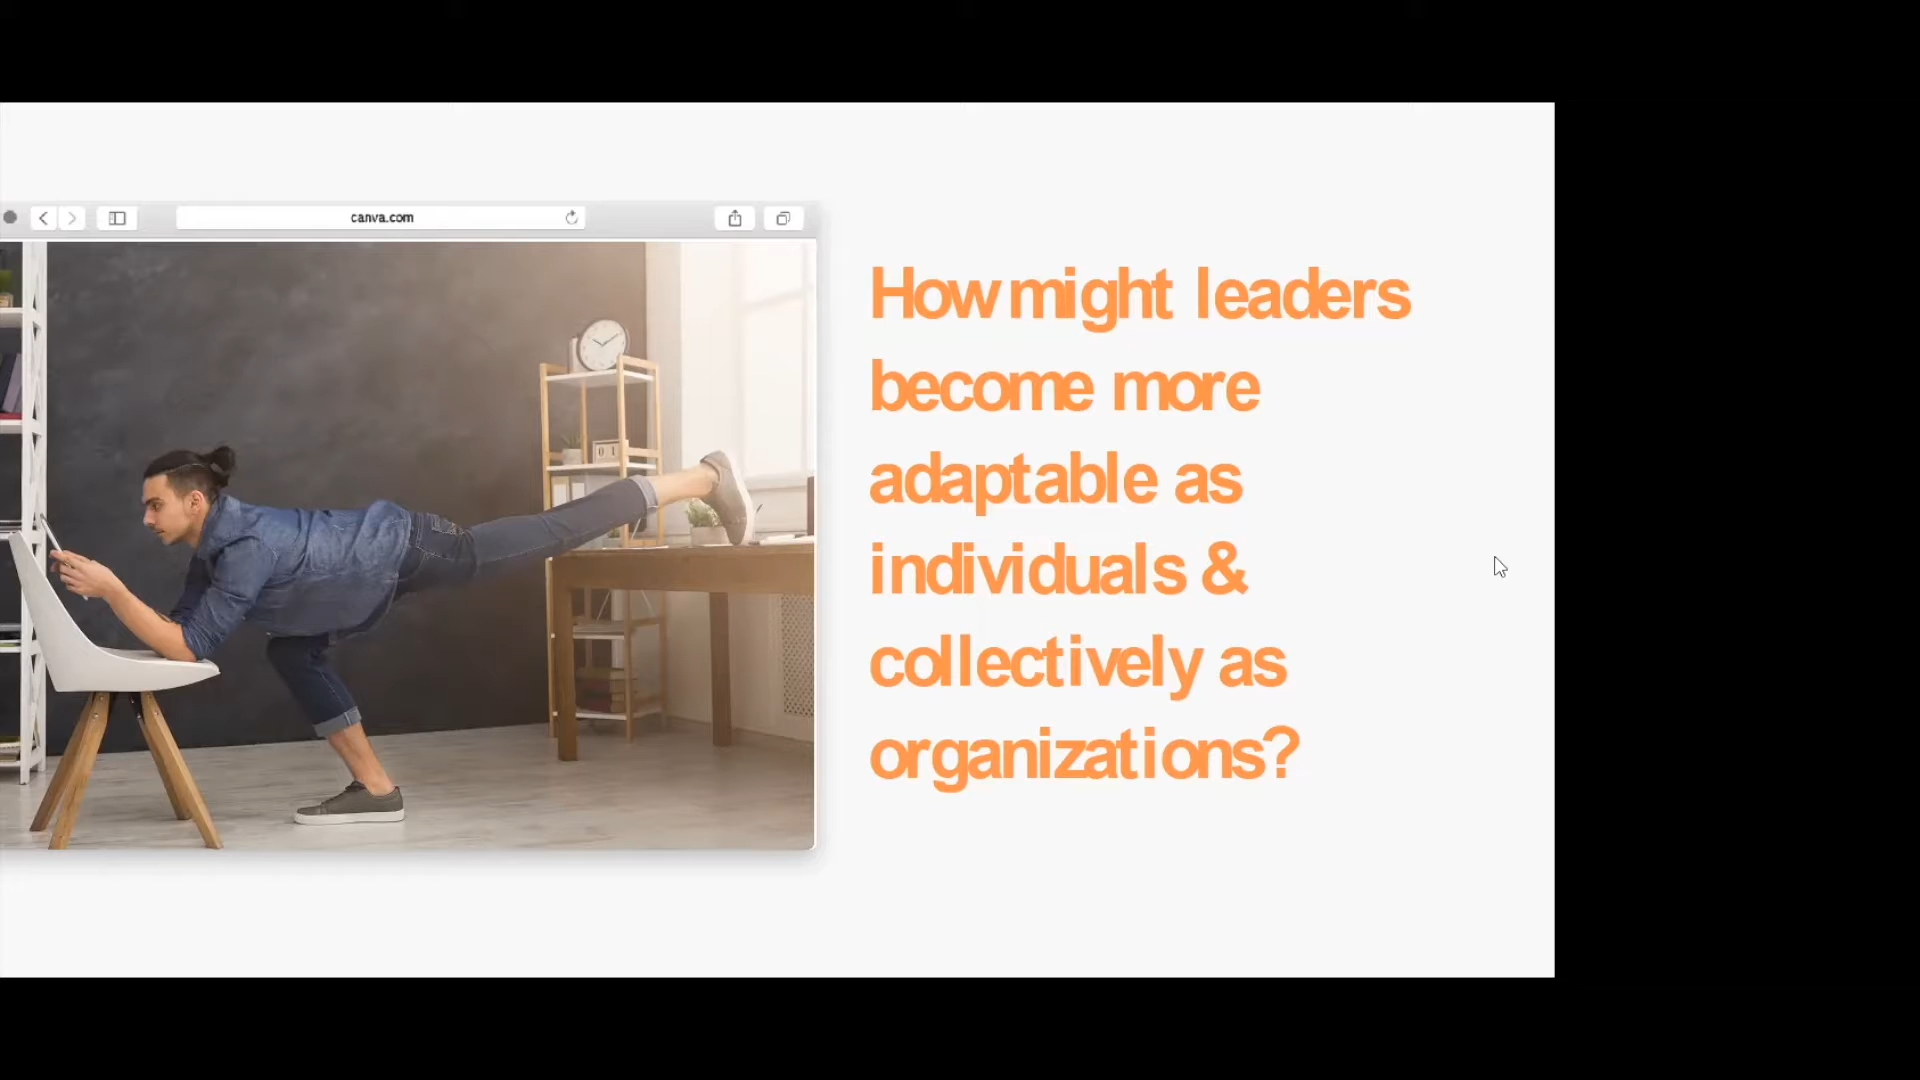 canva.com
How might leaders
become more
adaptable as
individuals &
collectively as
organizations?